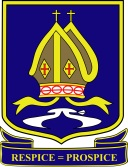 RESPICE = PROSPICE